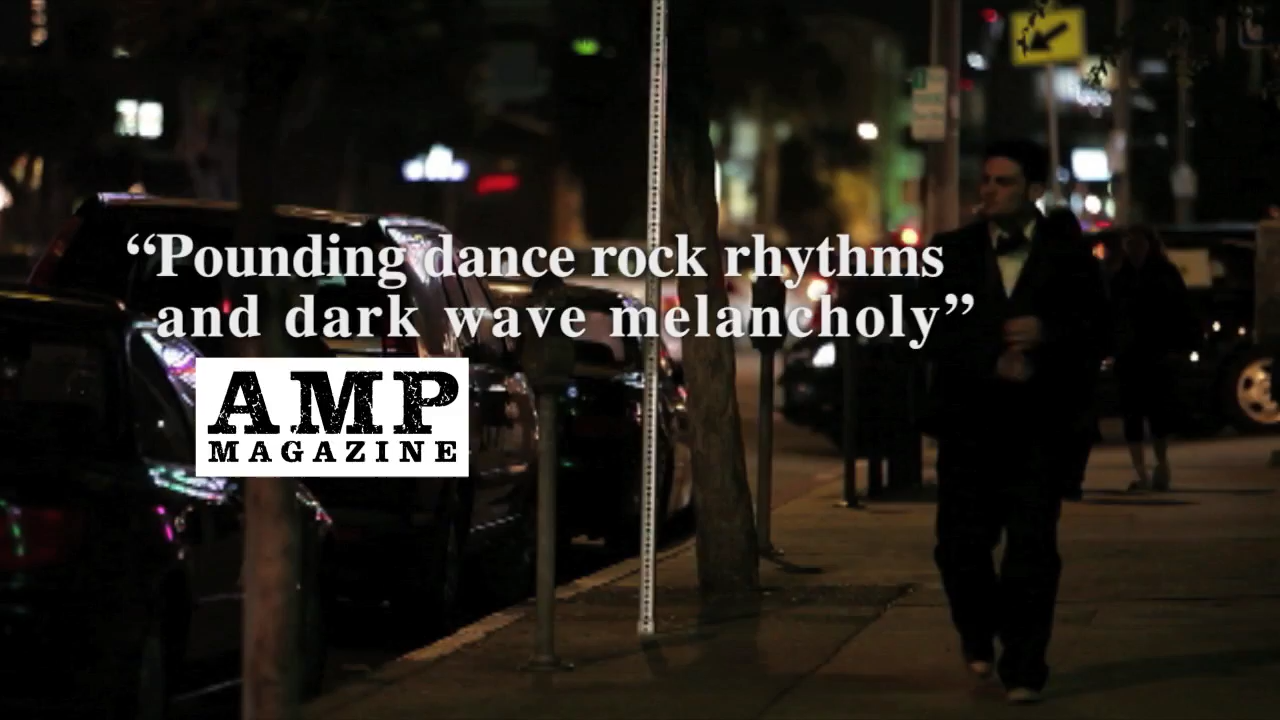 “Pounding dance rock rhythms
and dark wave melancholy”
AMP
MAGAZINE